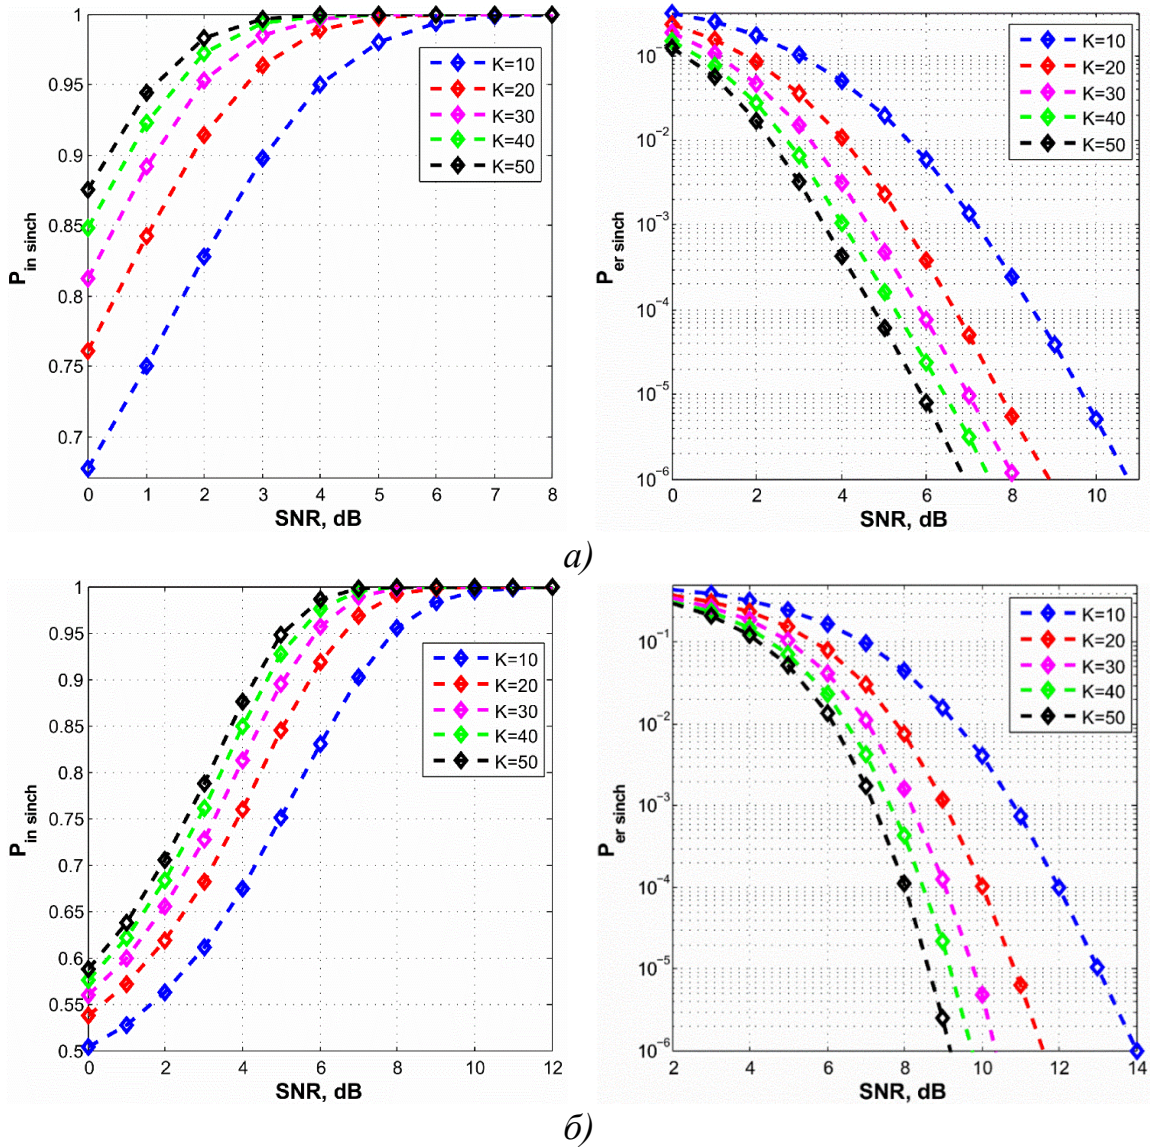 1
0.95
0.9
0.85
0.8
0.75
0.7
P in sinch
0 1 2 3 4 5 6 7 8
SNR, dB
K=10
K=20
K=30
K=40
K=50
10^-1
10^-2
10^-3
10^-4
10^-5
10^-6
P er sinch
0 2 4 6 8 10
SNR, dB
K=10
K=20
K=30
K=40
K=50
а)
1
0.95
0.9
0.85
0.8
0.75
0.7
0.65
0.6
0.55
0.5
P in sinch
0 2 4 6 8 10 12
SNR, dB
K=10
K=20
K=30
K=40
K=50
10^-1
10^-2
10^-3
10^-4
10^-5
10^-6
P er sinch
2 4 6 8 10 12 14
SNR, dB
K=10
K=20
K=30
K=40
K=50
б)